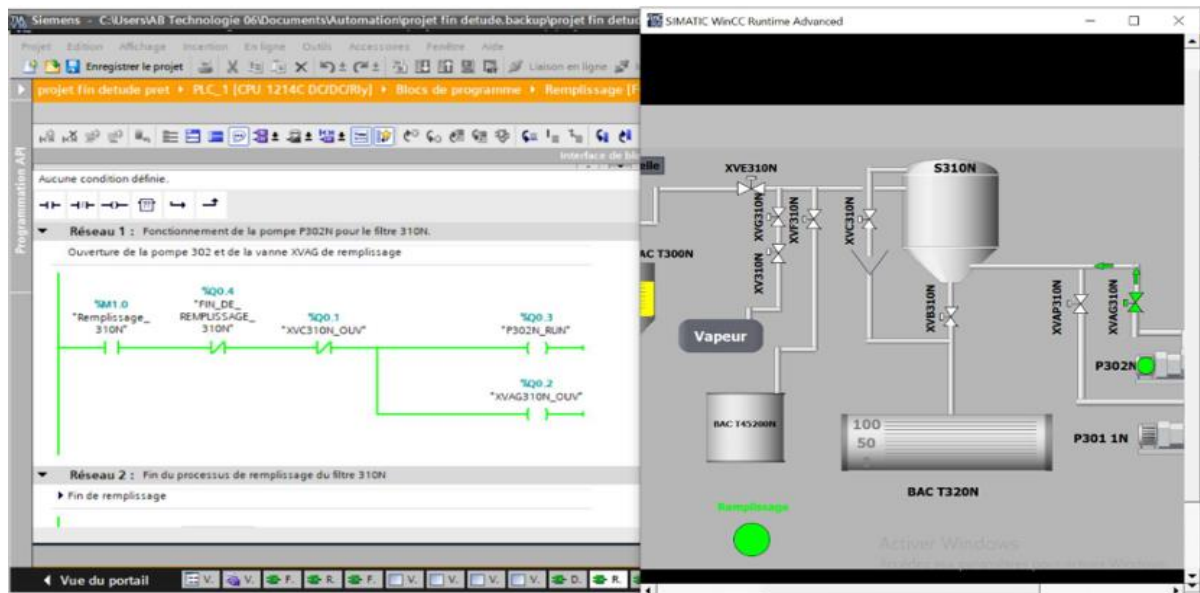 Siemens - C:\Users\AB Technologie 06\Documents\Automation\projet fin detude.backup\projet fin detud
Projet Edition Affichage Insertion En ligne Outils Accessoires Fenêtre Aide
Enregistrer le projet Liaison en ligne
projet fin detude pret PLC_1 [CPU 1214C DC/DC/Rly] Blocs de programme Remplissage [F
Interface de bl
Programmation API
Aucune condition définie.
Réseau 1 : Fonctionnement de la pompe P302N pour le filtre 310N.
Ouverture de la pompe 302 et de la vanne XVAG de remplissage
%M1.0
"Remplissage_
310N"
%Q0.4
"FIN_DE_
REMPLISSAGE_
310N"
%Q0.1
"XVC310N_OUV"
%Q0.3
"P302N_RUN"
%Q0.2
"XVAG310N_OUV"
Réseau 2 : Fin du processus de remplissage du filtre 310N
Fin de remplissage
Vue du portail
V. V. F. R. F. V. V. V. V. D. R.
SIMATIC WinCC Runtime Advanced
elle
XVE310N
S310N
XVG310N
XVF310N
XVC310N
AC T300N
XV310N
XVB310N
XVAP310N
XVAG310N
Vapeur
P302N
BAC T45200N
100
50
0
P301 1N
BAC T320N
Remplissage
Activer Windows